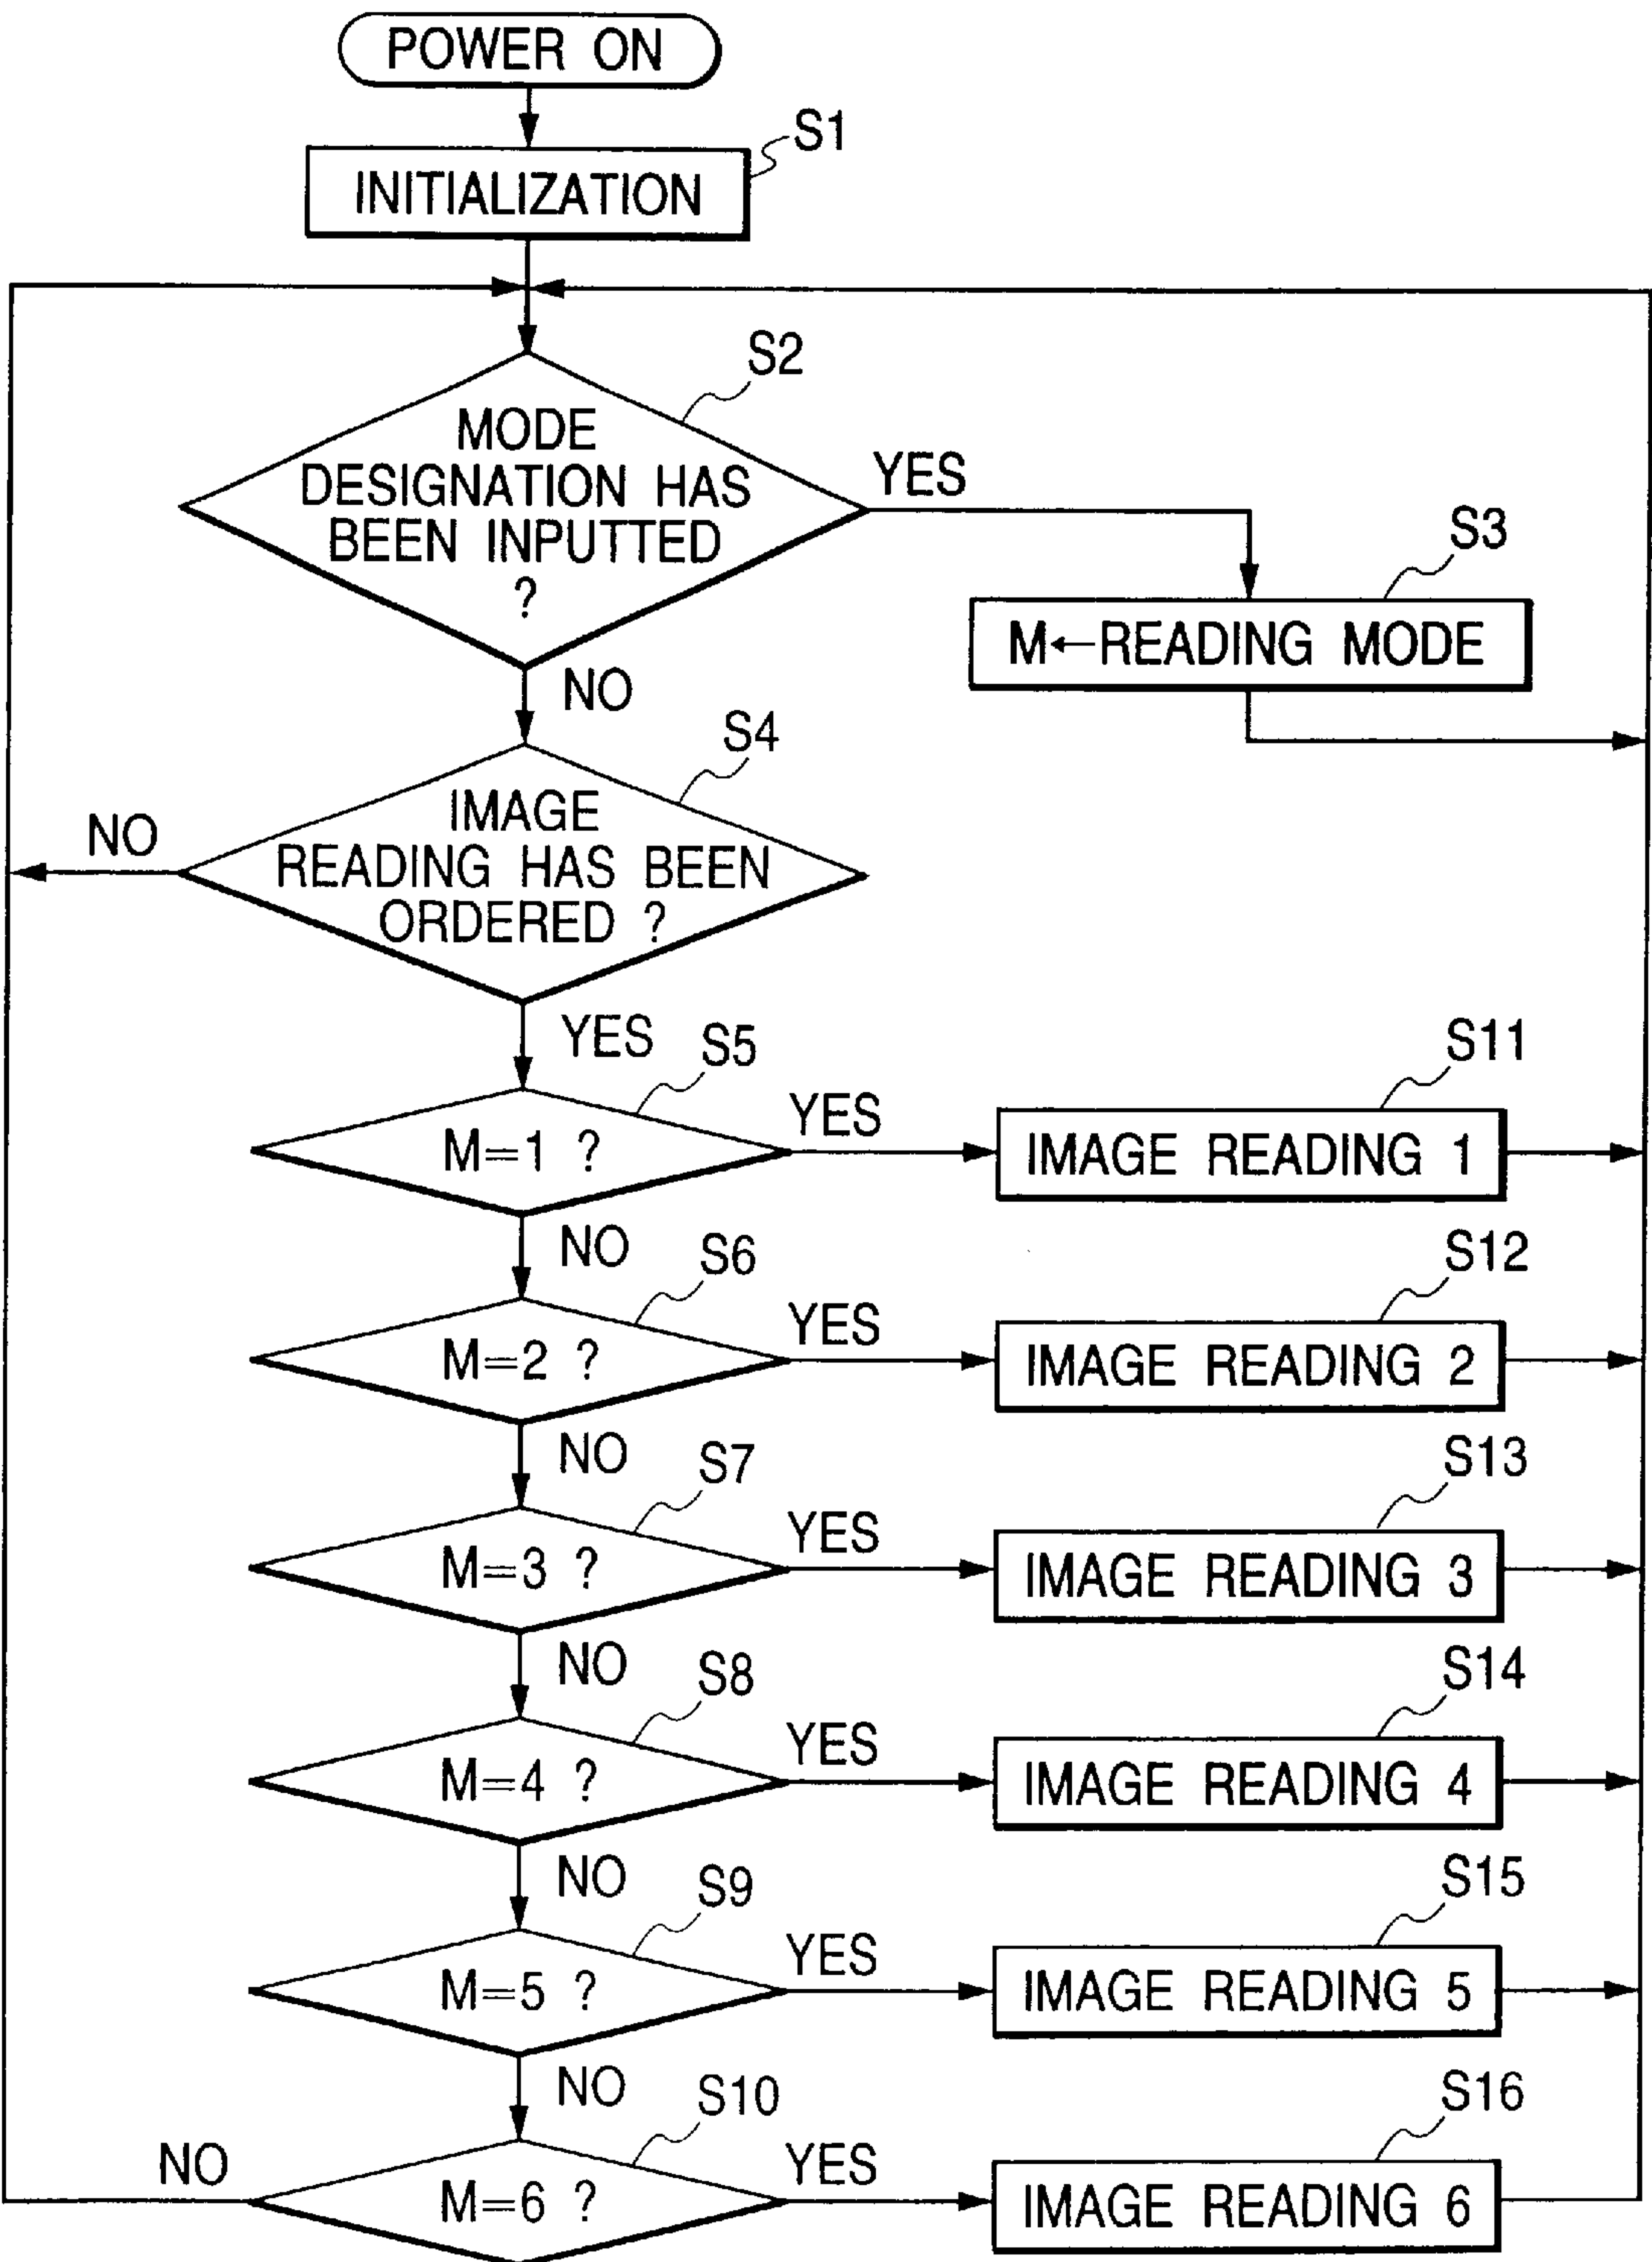 POWER ON
S1
INITIALIZATION
S2
MODE
DESIGNATION HAS
BEEN INPUTTED
?
YES
S3
M←READING MODE
NO
S4
IMAGE
READING HAS BEEN
ORDERED ?
NO
YES
S5
M=1 ?
YES
S11
IMAGE READING 1
NO
S6
M=2 ?
YES
S12
IMAGE READING 2
NO
S7
M=3 ?
YES
S13
IMAGE READING 3
NO
S8
M=4 ?
YES
S14
IMAGE READING 4
NO
S9
M=5 ?
YES
S15
IMAGE READING 5
NO
S10
M=6 ?
NO
YES
S16
IMAGE READING 6